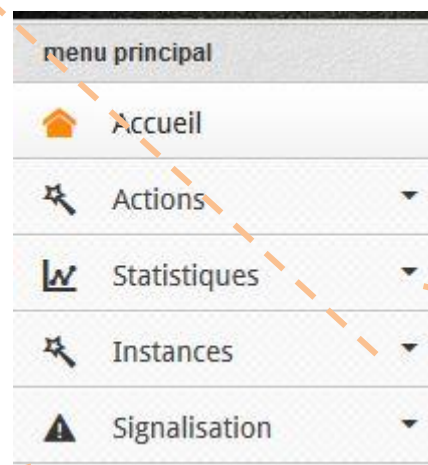 menu principal
Accueil
Actions
Statistiques
Instances
Signalisation